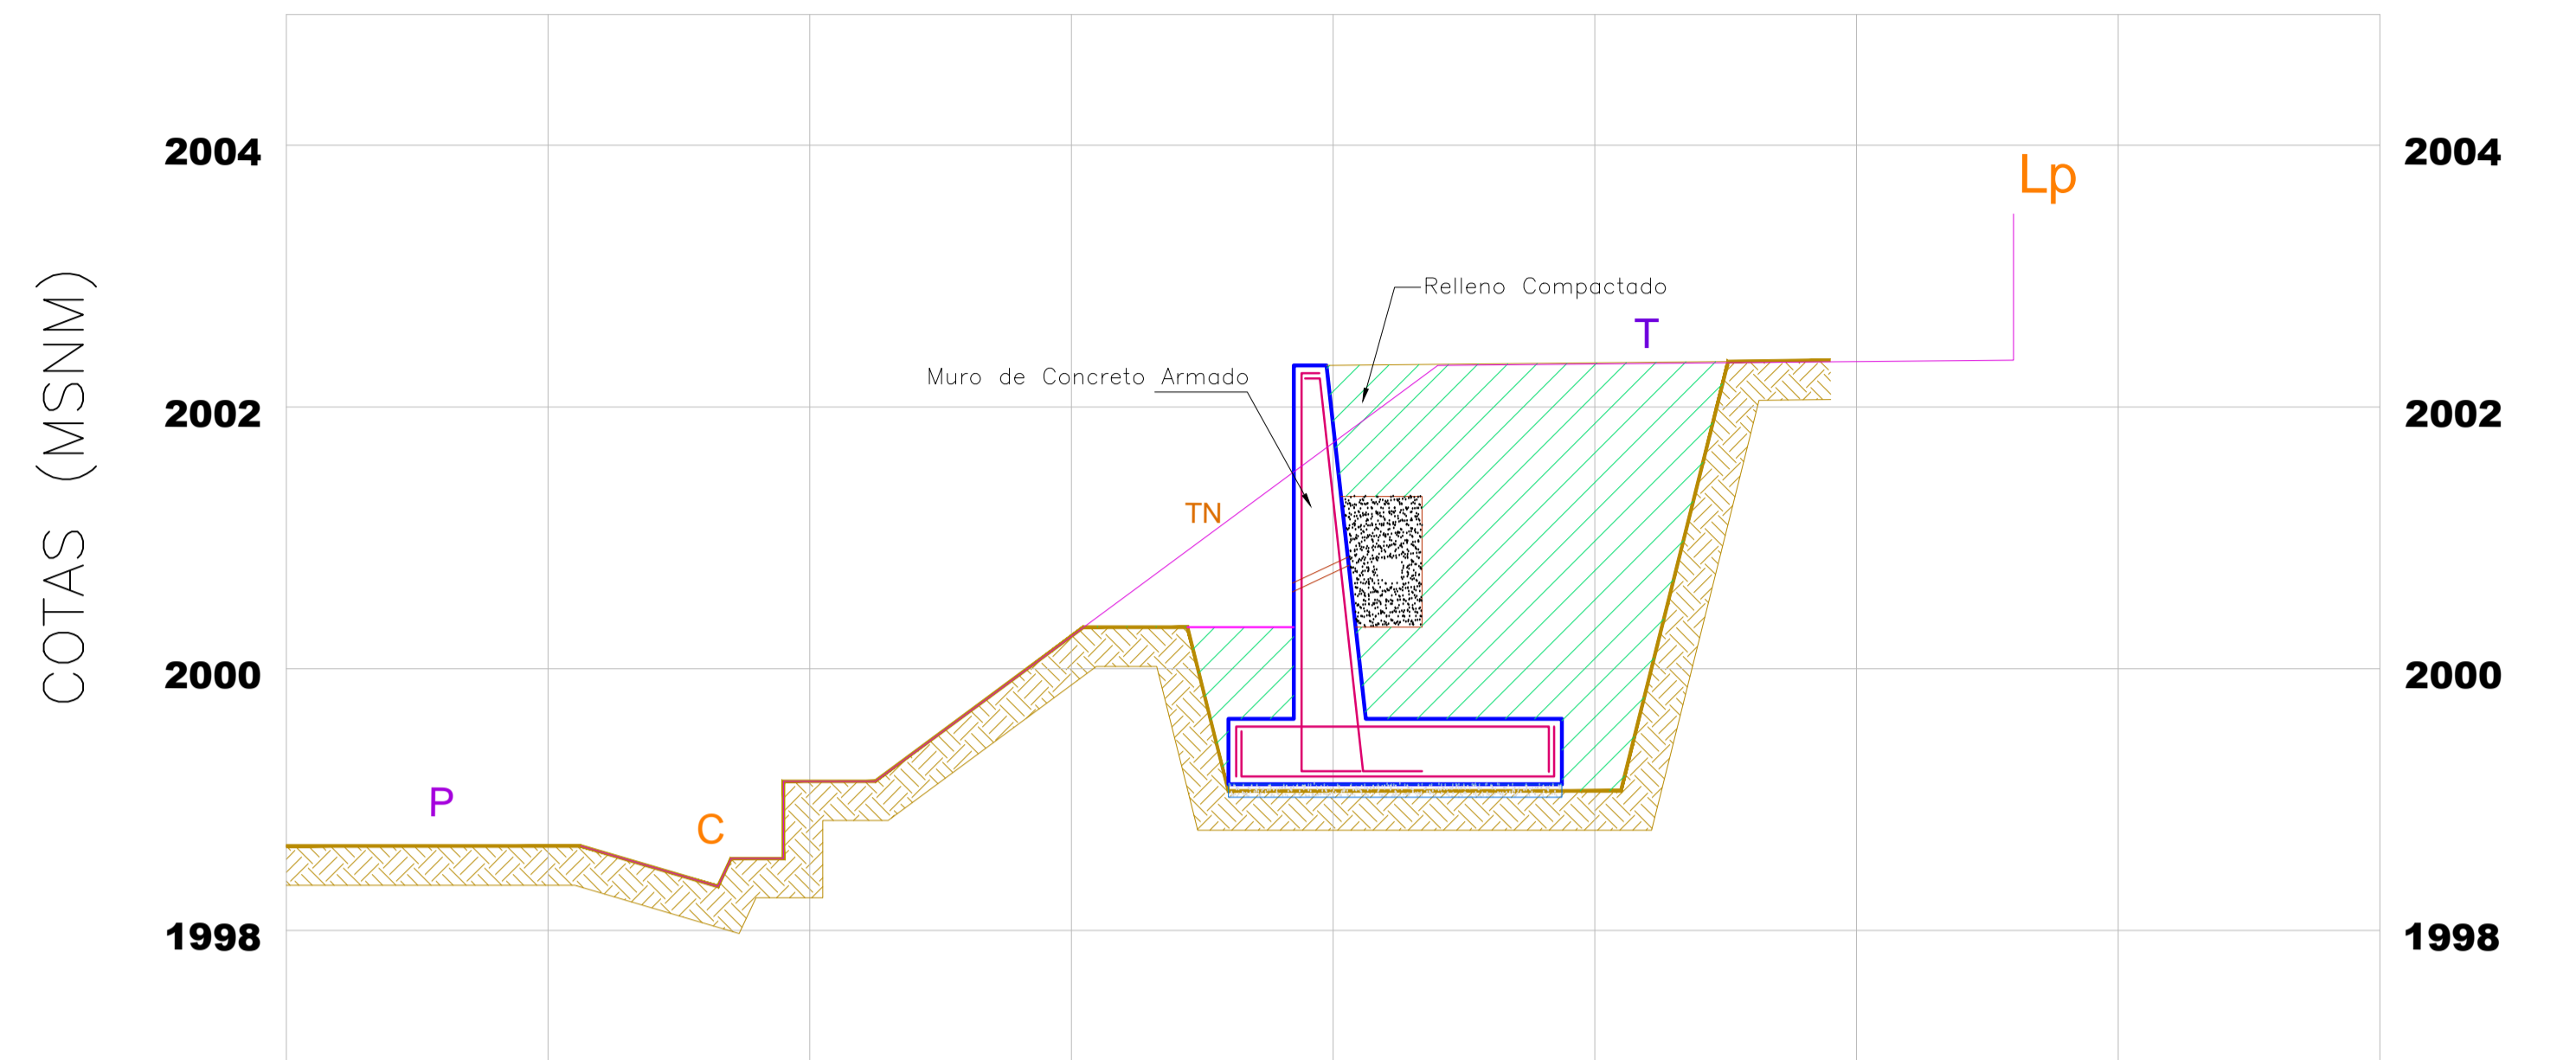 2004
2004
Lp
Relleno Compactado
T
Muro de Concreto Armado
2002
2002
COTAS (MSNM)
TN
2000
2000
P
C
1998
1998